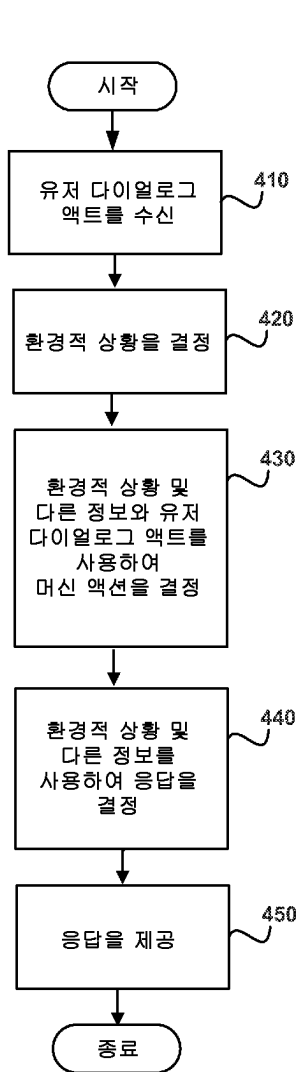 시작
유저 다이얼로그
액트를 수신
410
환경적 상황을 결정
420
환경적 상황 및
다른 정보와 유저
다이얼로그 액트를
사용하여
머신 액션을 결정
430
환경적 상황 및
다른 정보를
사용하여 응답을
결정
440
응답을 제공
450
종료